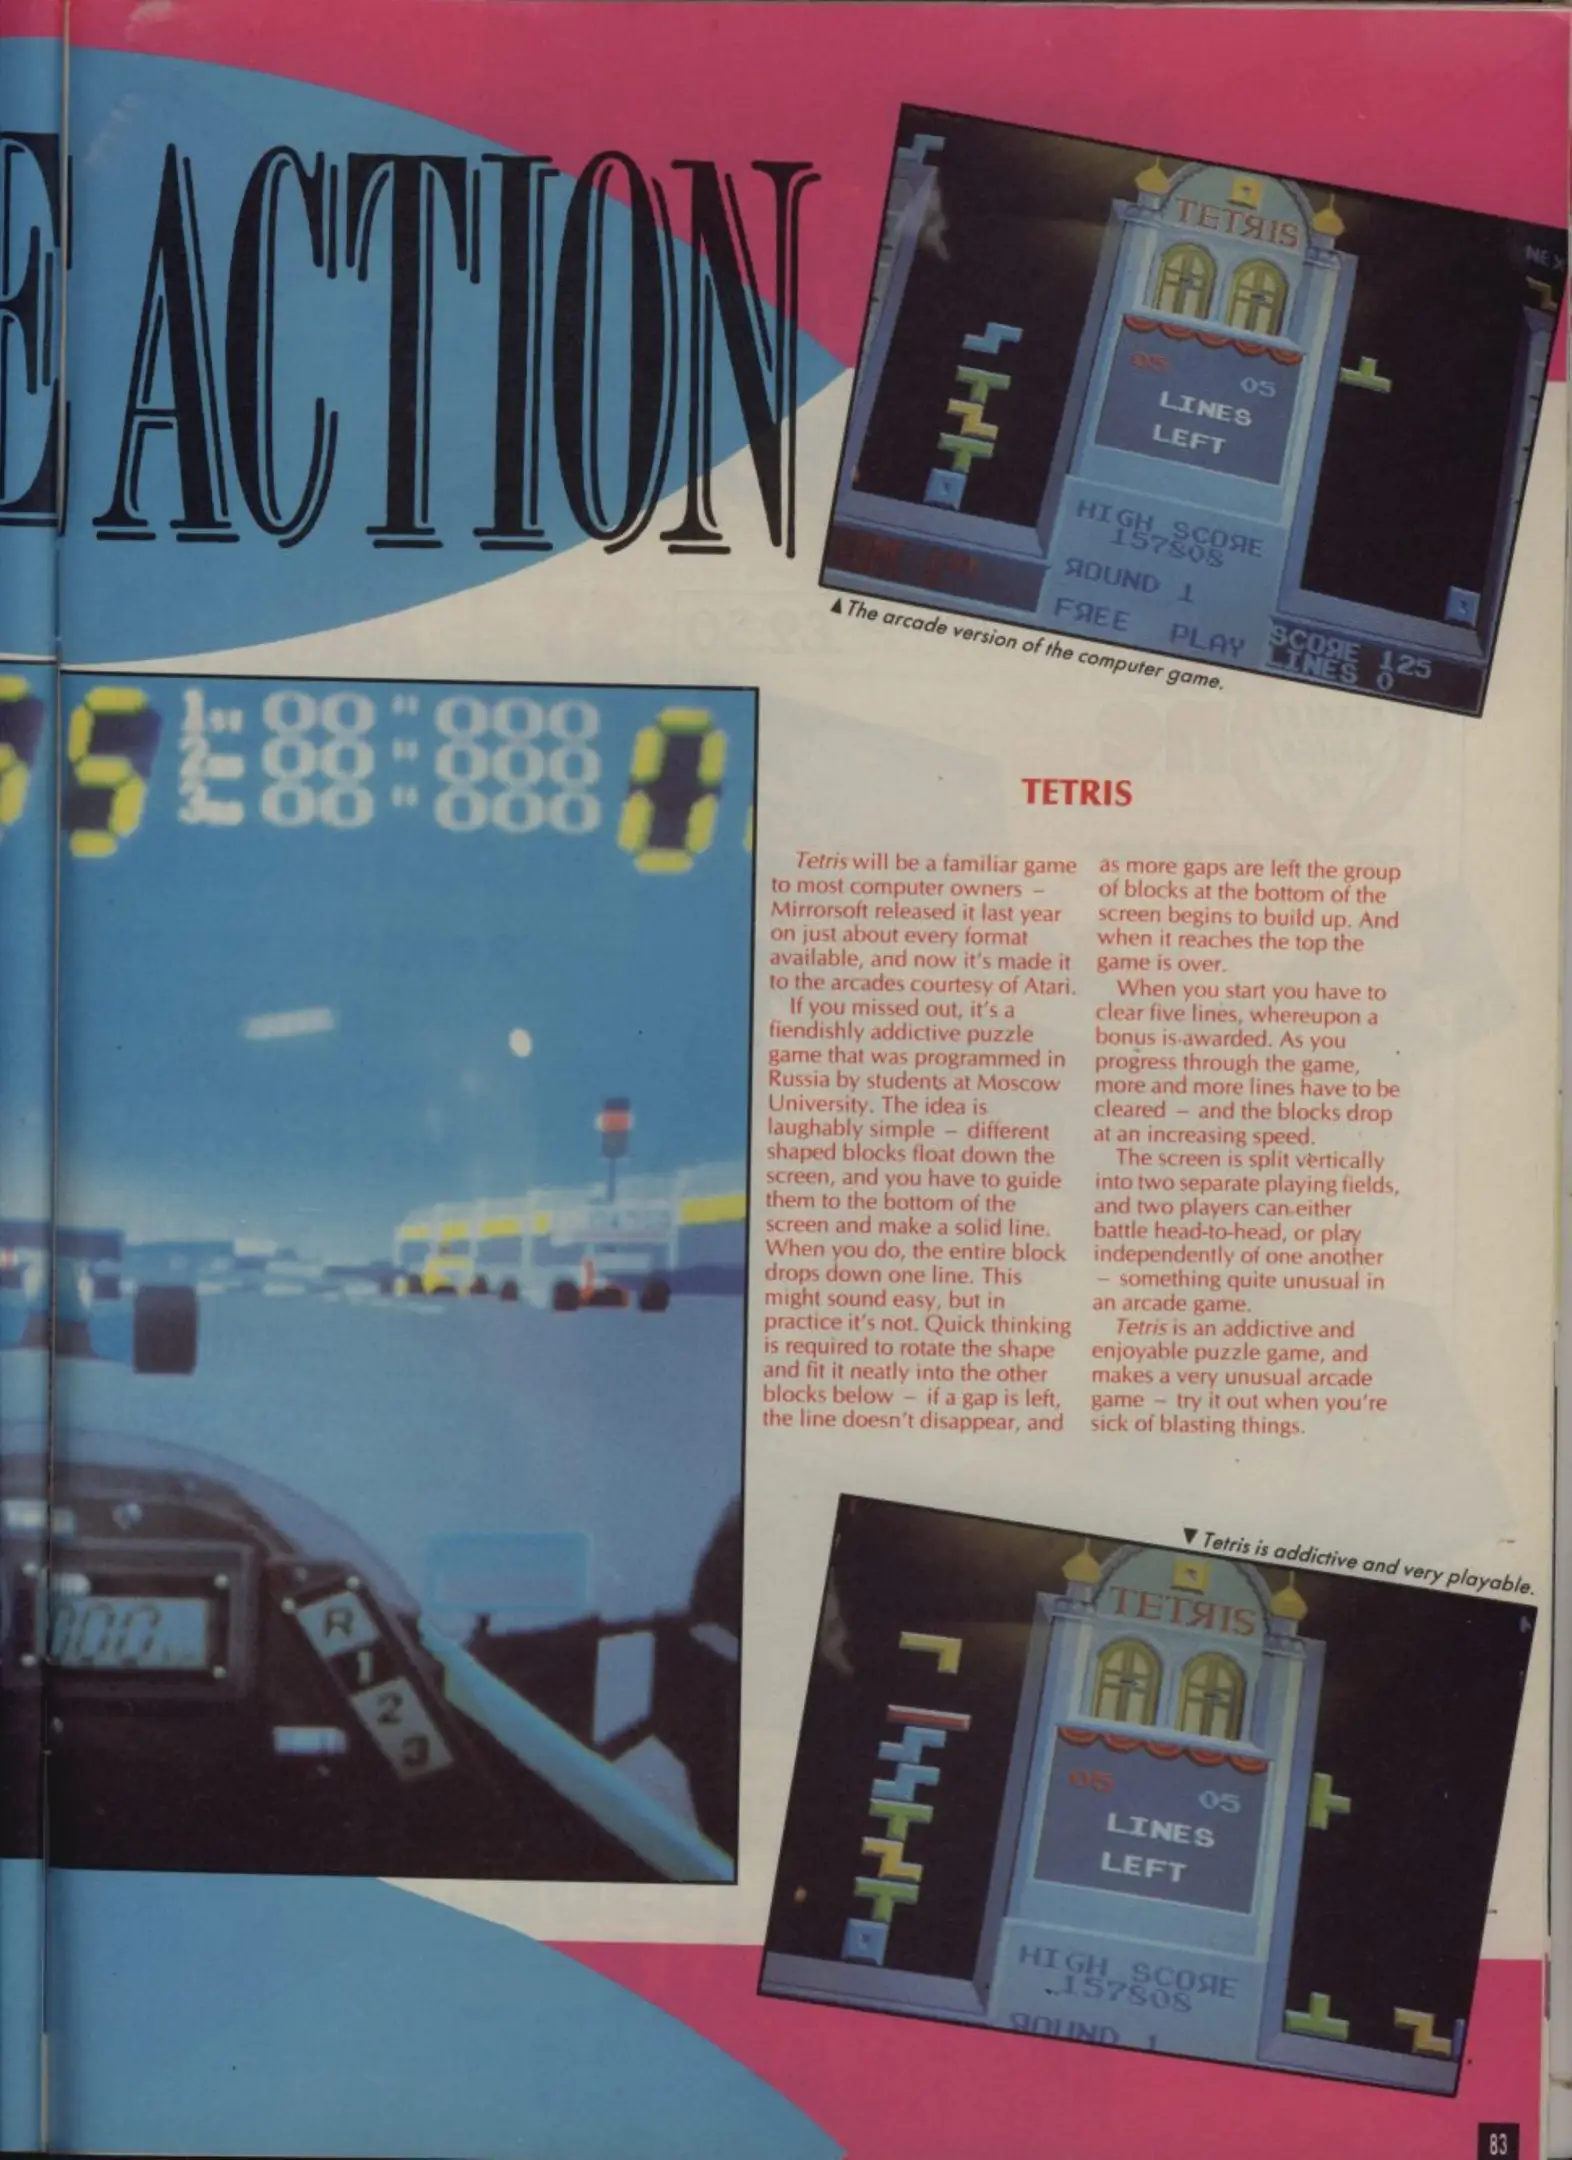 E ACTION
TETRIS
NEX
05
05
LINES
LEFT
HIGH SCORE
157808
ROUND 1
FREE PLAY
SCORE 125
LINES 0
▲ The arcade version of the computer game.
5
1st 00"000
2 00"000
3 00"000
0
TETRIS
Tetris will be a familiar game
to most computer owners –
Mirrorsoft released it last year
on just about every format
available, and now it's made it
to the arcades courtesy of Atari.
If you missed out, it's a
fiendishly addictive puzzle
game that was programmed in
Russia by students at Moscow
University. The idea is
laughably simple – different
shaped blocks float down the
screen, and you have to guide
them to the bottom of the
screen and make a solid line.
When you do, the entire block
drops down one line. This
might sound easy, but in
practice it's not. Quick thinking
is required to rotate the shape
and fit it neatly into the other
blocks below – if a gap is left,
the line doesn't disappear, and
as more gaps are left the group
of blocks at the bottom of the
screen begins to build up. And
when it reaches the top the
game is over.
When you start you have to
clear five lines, whereupon a
bonus is awarded. As you
progress through the game,
more and more lines have to be
cleared – and the blocks drop
at an increasing speed.
The screen is split vertically
into two separate playing fields,
and two players can either
battle head-to-head, or play
independently of one another
– something quite unusual in
an arcade game.
Tetris is an addictive and
enjoyable puzzle game, and
makes a very unusual arcade
game – try it out when you're
sick of blasting things.
000
R
1
2
3
▼ Tetris is addictive and very playable.
TETRIS
05
05
LINES
LEFT
HIGH SCORE
157808
ROUND 1
83